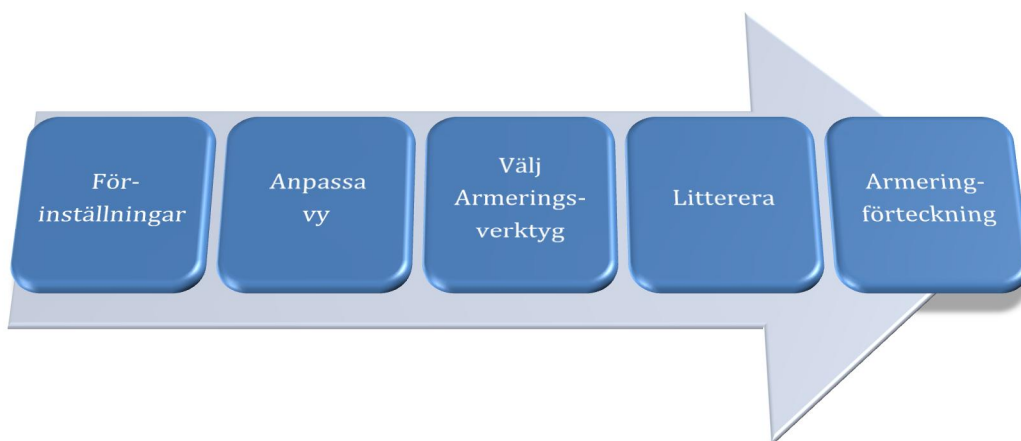 För-
inställningar
Anpassa
vy
Välj
Armerings-
verktyg
Litterera
Armering-
förteckning